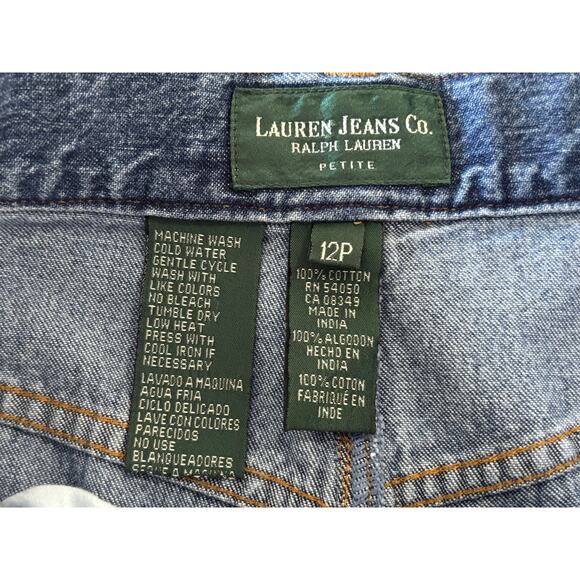 LAUREN JEANS CO.
RALPH LAUREN
PETITE
MACHINE WASH
COLD WATER
GENTLE CYCLE
WASH WITH
LIKE COLORS
NO BLEACH
TUMBLE DRY
LOW HEAT
PRESS WITH
COOL IRON IF
NECESSARY
LAVADO A MAQUINA
AGUA FRIA
CICLO DELICADO
LAVE CON COLORES
PARECIDOS
NO USE
BLANQUEADORES
SEQUE A MAQUINA
12P
100% COTTON
RN 54050
CA 08349
MADE IN
INDIA
100% ALGODON
HECHO EN
INDIA
100% COTON
FABRIQUÉ EN
INDE